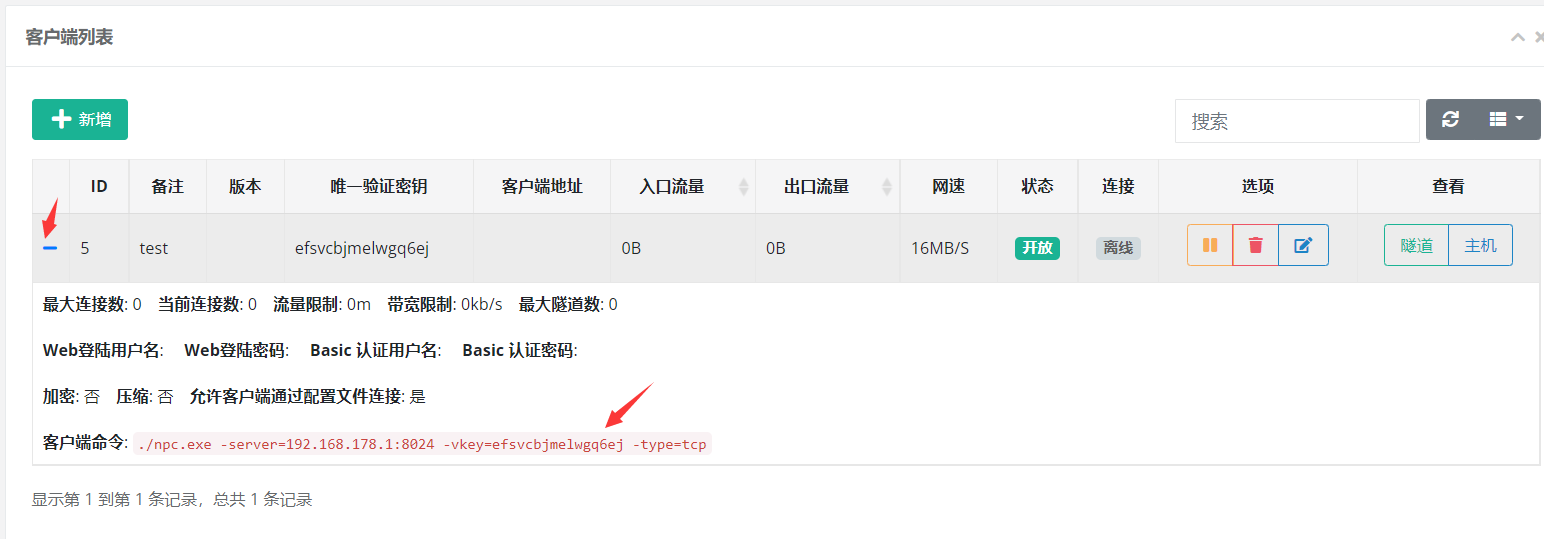 客户端列表
新增
搜索
ID 备注 版本 唯一验证密钥 客户端地址 入口流量 出口流量 网速 状态 连接 选项 查看
5 test efsvcbjmelwgq6ej 0B 0B 16MB/S 开放 离线 隧道 主机
最大连接数: 0 当前连接数: 0 流量限制: 0m 带宽限制: 0kb/s 最大隧道数: 0
Web登陆用户名: Web登陆密码: Basic 认证用户名: Basic 认证密码:
加密: 否 压缩: 否 允许客户端通过配置文件连接: 是
客户端命令: ./npc.exe -server=192.168.178.1:8024 -vkey=efsvcbjmelwgq6ej -type=tcp
显示第 1 到第 1 条记录，总共 1 条记录